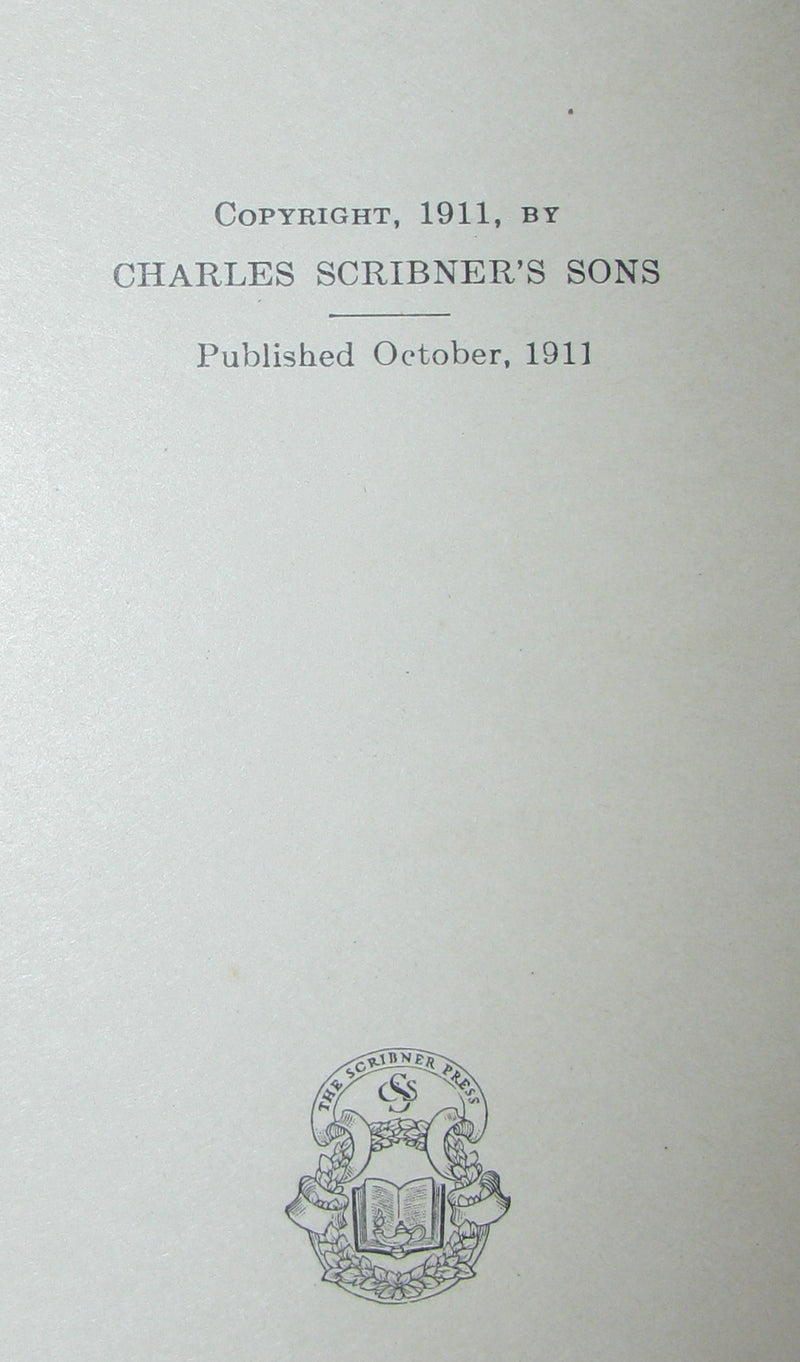 COPYRIGHT, 1911, BY
CHARLES SCRIBNER'S SONS
Published October, 1911
THE SCRIBNER PRESS
CSS